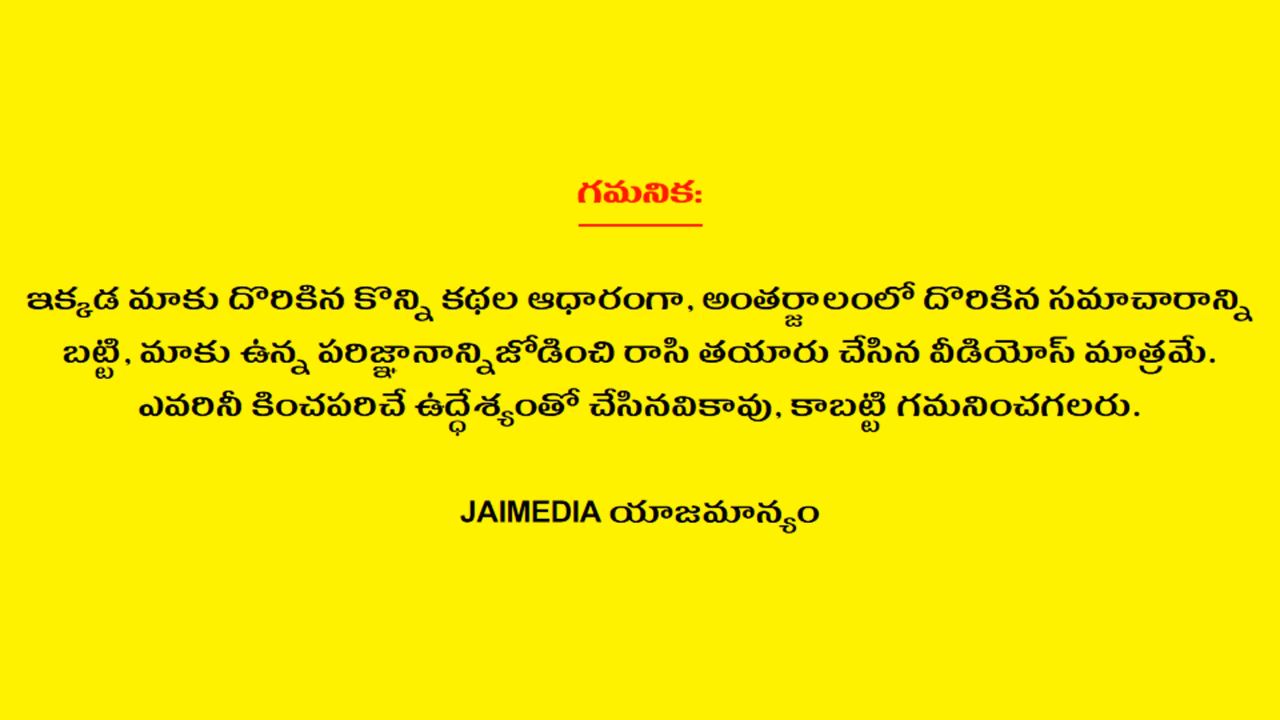 గమనిక:
ఇక్కడ మాకు దొరికిన కొన్ని కథల ఆధారంగా, అంతర్జాలంలో దొరికిన సమాచారాన్ని
బట్టి, మాకు ఉన్న పరిజ్ఞానాన్నిజోడించి రాసి తయారు చేసిన వీడియోస్ మాత్రమే.
ఎవరినీ కించపరిచే ఉద్ధేశ్యంతో చేసినవికావు, కాబట్టి గమనించగలరు.
JAIMEDIA యాజమాన్యం